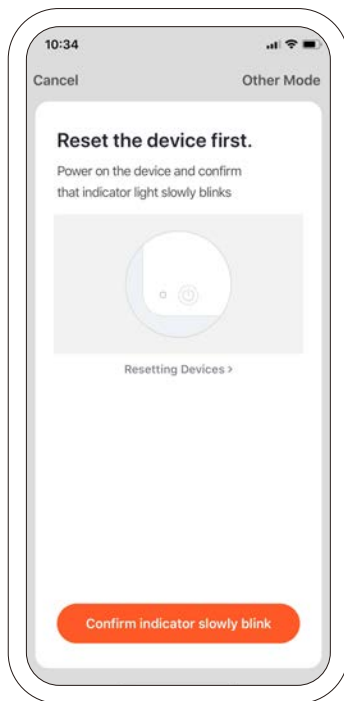 10:34
Cancel Other Mode
Reset the device first.
Power on the device and confirm
that indicator light slowly blinks
Resetting Devices >
Confirm indicator slowly blink